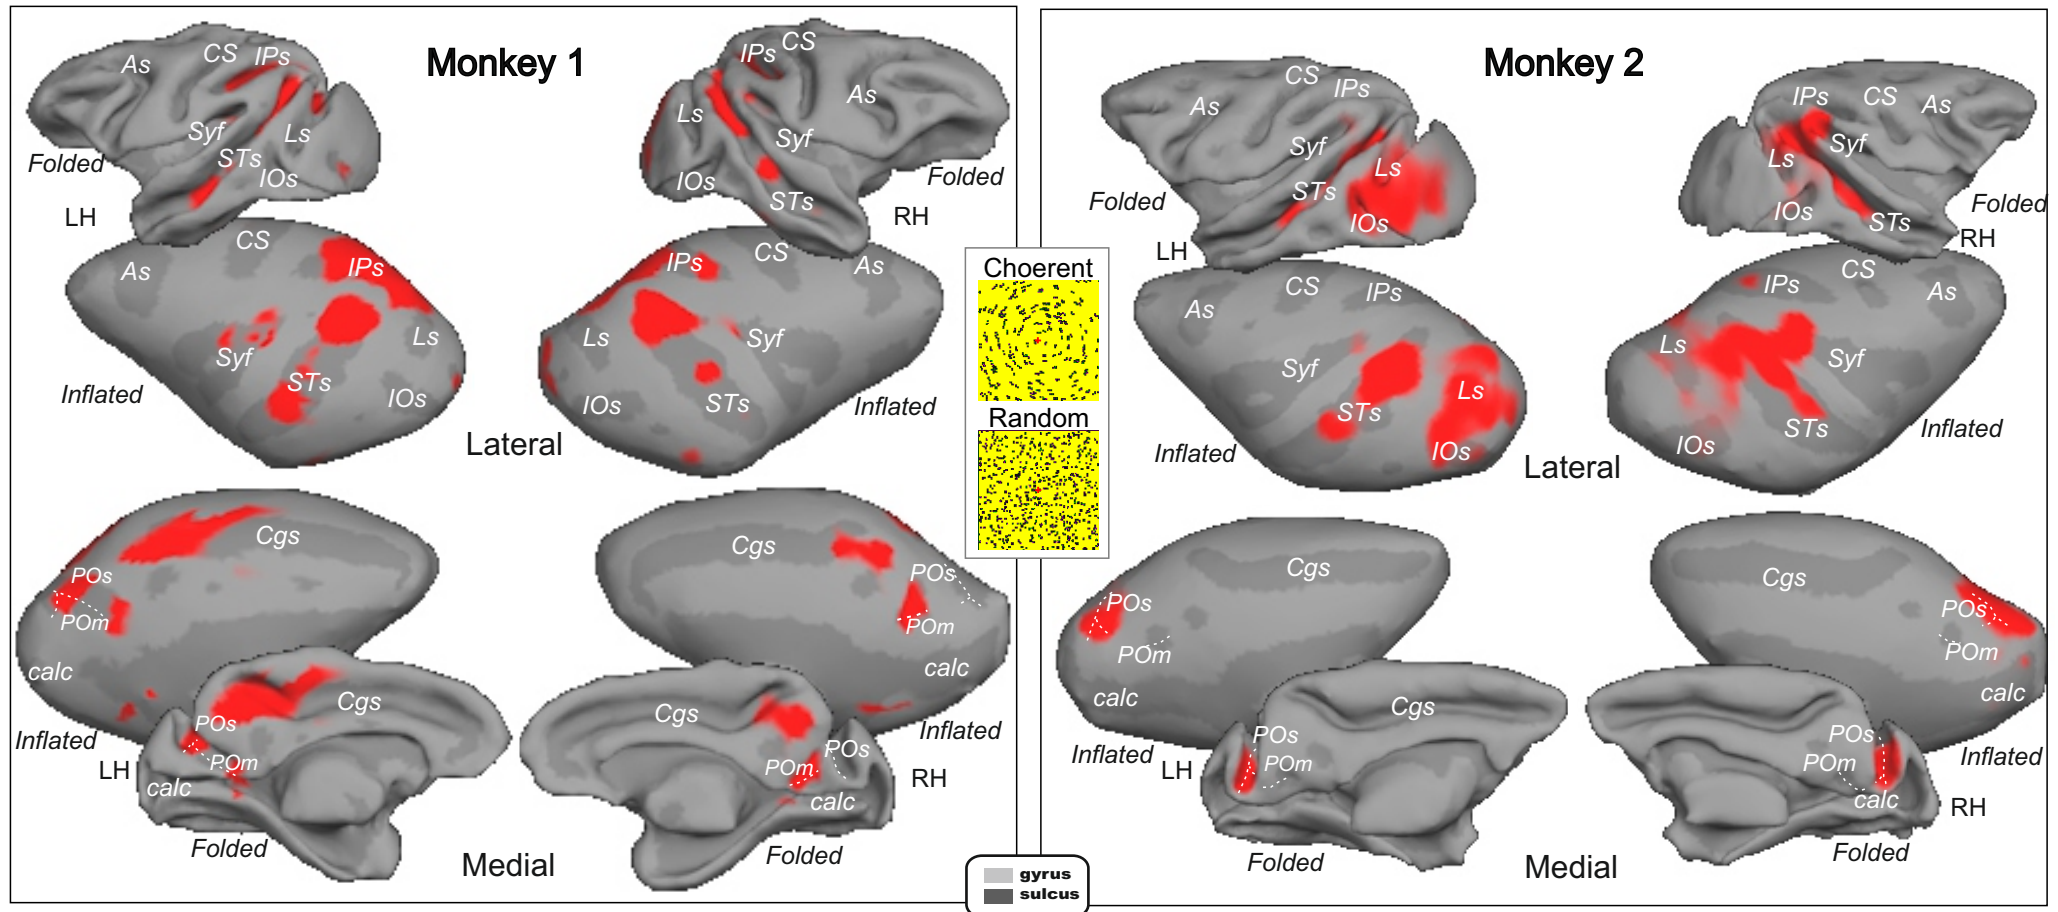 Monkey 1
As
CS
IPs
Syf
Ls
STs
IOs
Folded
LH
IPs
CS
Ls
As
Syf
IOs
STs
Folded
RH
CS
As
IPs
Ls
Syf
STs
IOs
Inflated
IPs
CS
As
Ls
Syf
IOs
STs
Inflated
Lateral
Cgs
POs
POm
calc
Inflated
Cgs
POs
POm
calc
Inflated
Cgs
POs
POm
calc
LH
Folded
Cgs
POs
POm
calc
RH
Folded
Medial
Choerent
Random
gyrus
sulcus
Monkey 2
CS
As
IPs
Syf
Ls
STs
IOs
Folded
LH
IPs
CS
As
Syf
Ls
IOs
STs
Folded
RH
CS
IPs
As
Syf
Ls
STs
IOs
Inflated
CS
IPs
As
Ls
Syf
STs
IOs
Inflated
Lateral
Cgs
POs
POm
calc
Inflated
Cgs
POs
POm
calc
Inflated
Cgs
POs
POm
LH
Folded
POs
POm
calc
RH
Folded
Medial